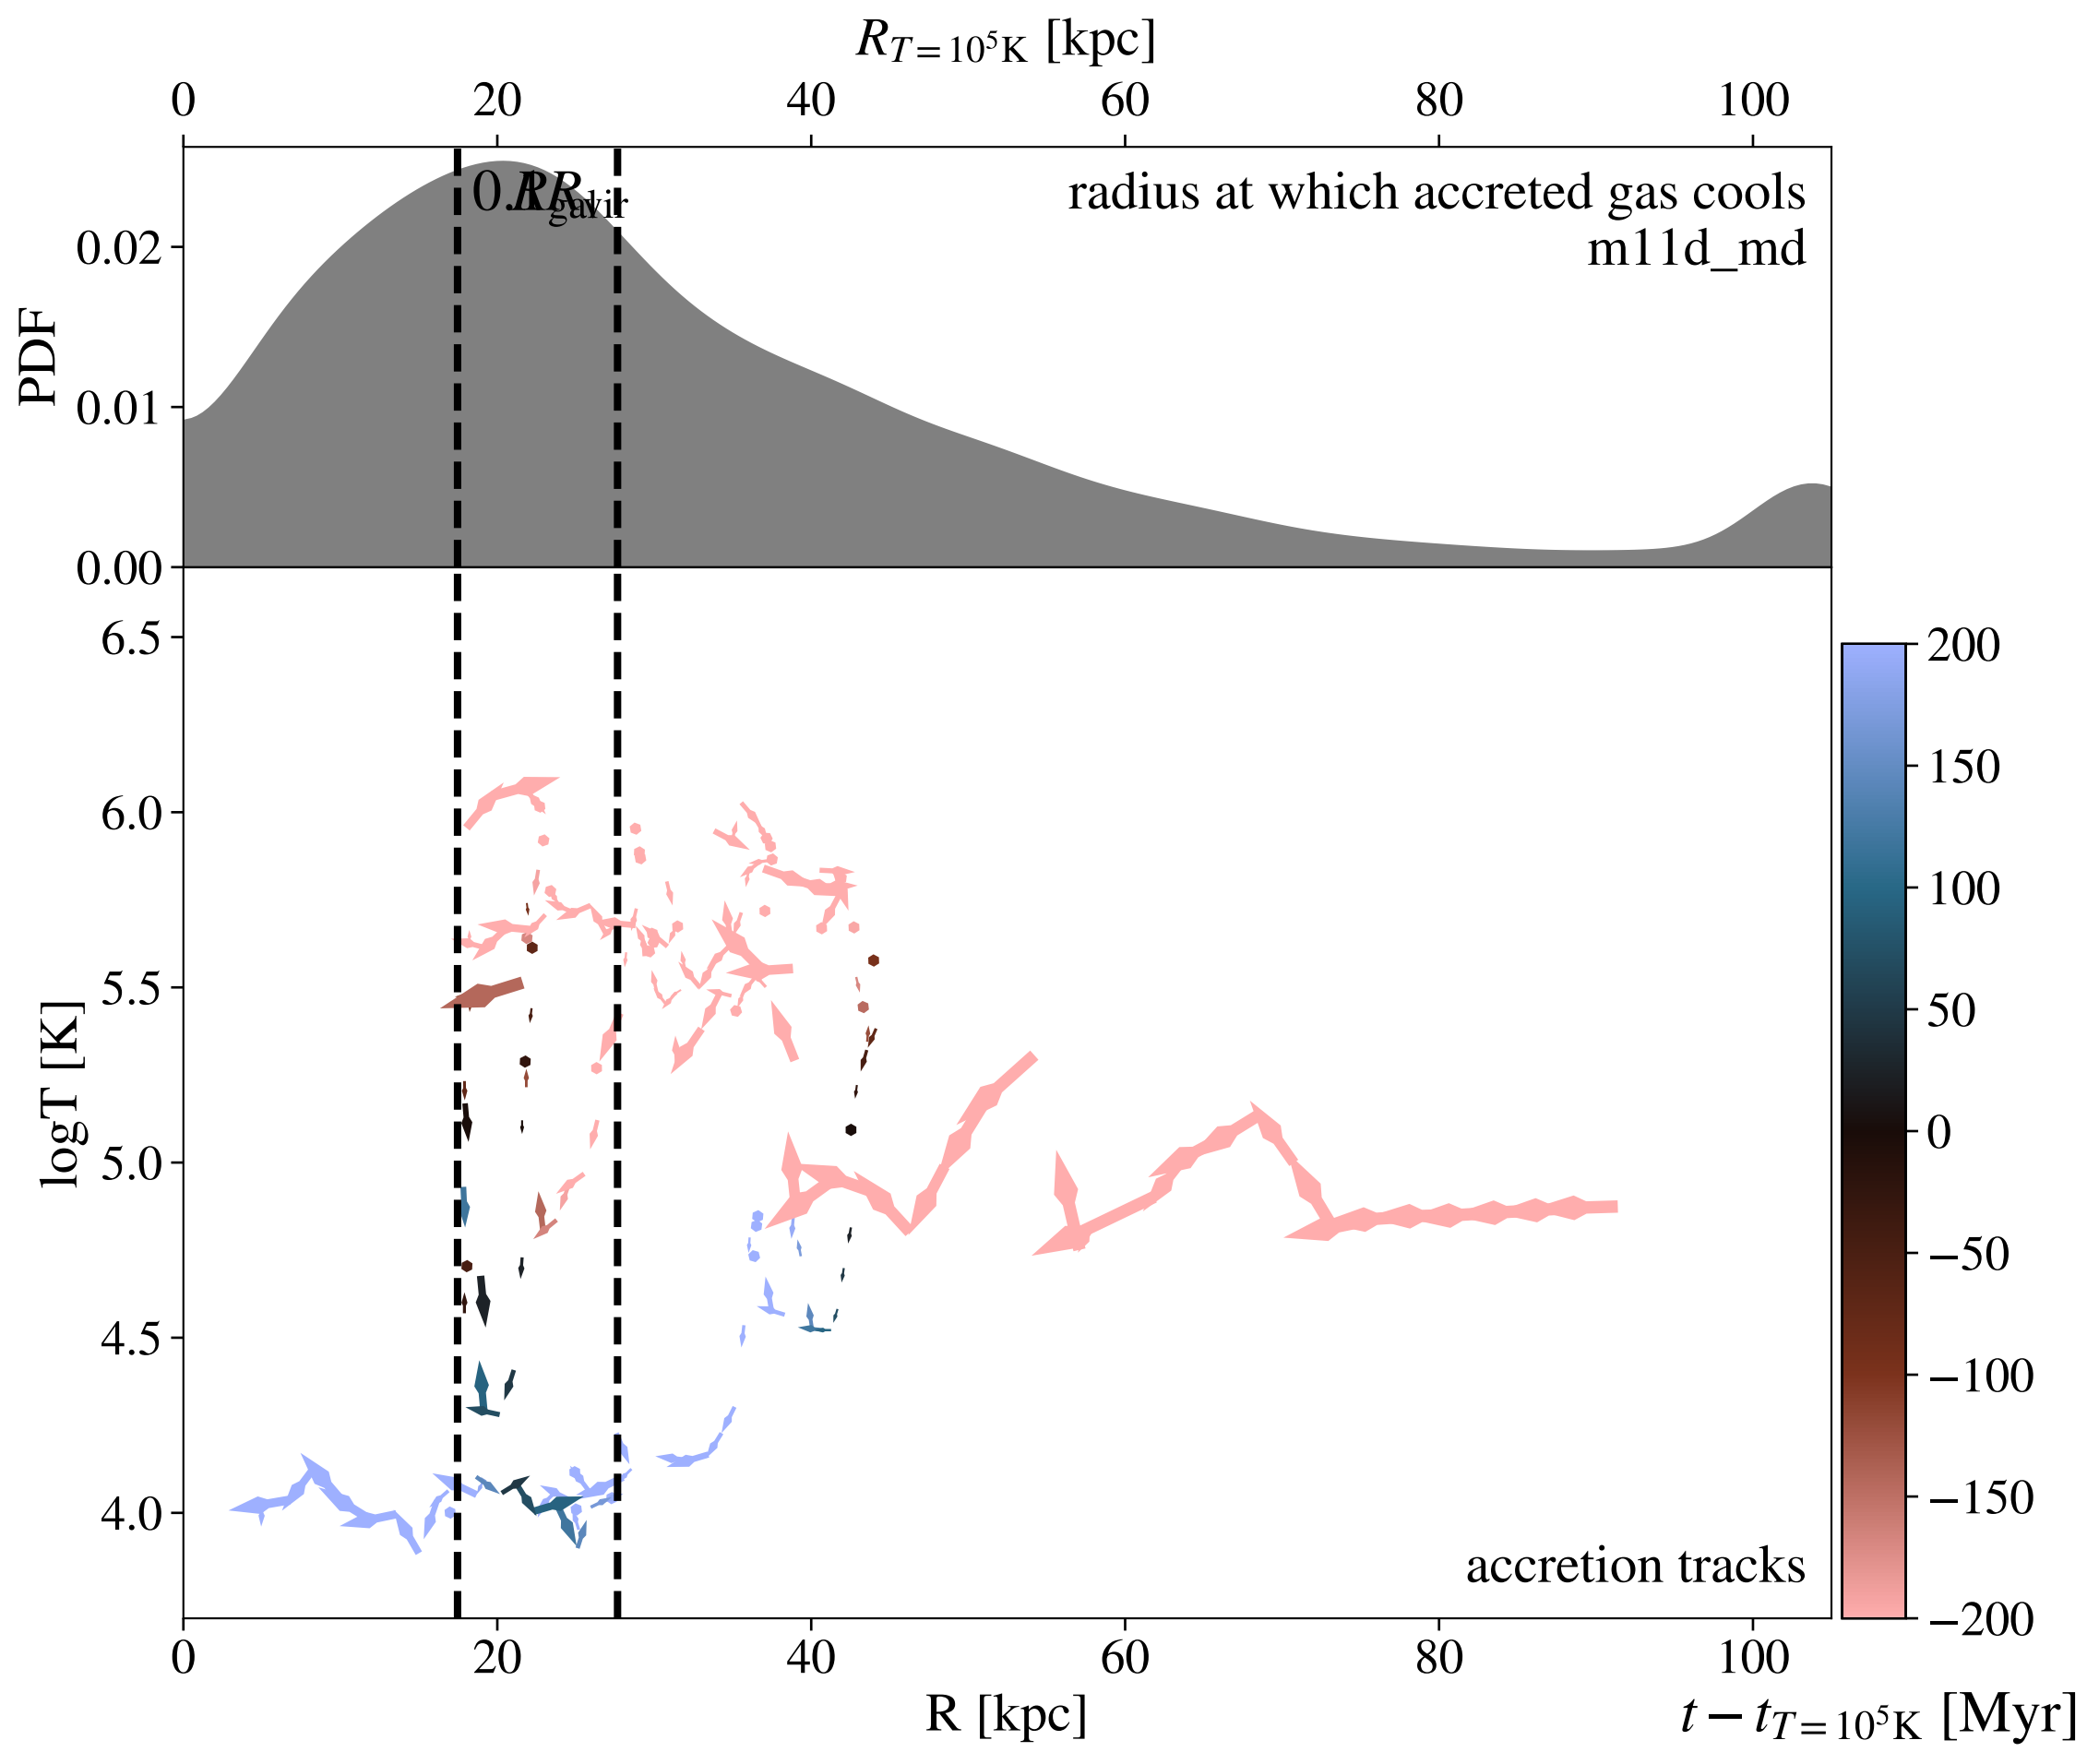 R_{T=10^5K} [kpc]
0 20 40 60 80 100
radius at which accreted gas cools
m11d_md
PDF
0.02
0.01
0.00
6.5
6.0
5.5
5.0
4.5
4.0
logT [K]
accretion tracks
0 20 40 60 80 100
R [kpc]
200
150
100
50
0
−50
−100
−150
−200
t − t_{T=10^5K} [Myr]